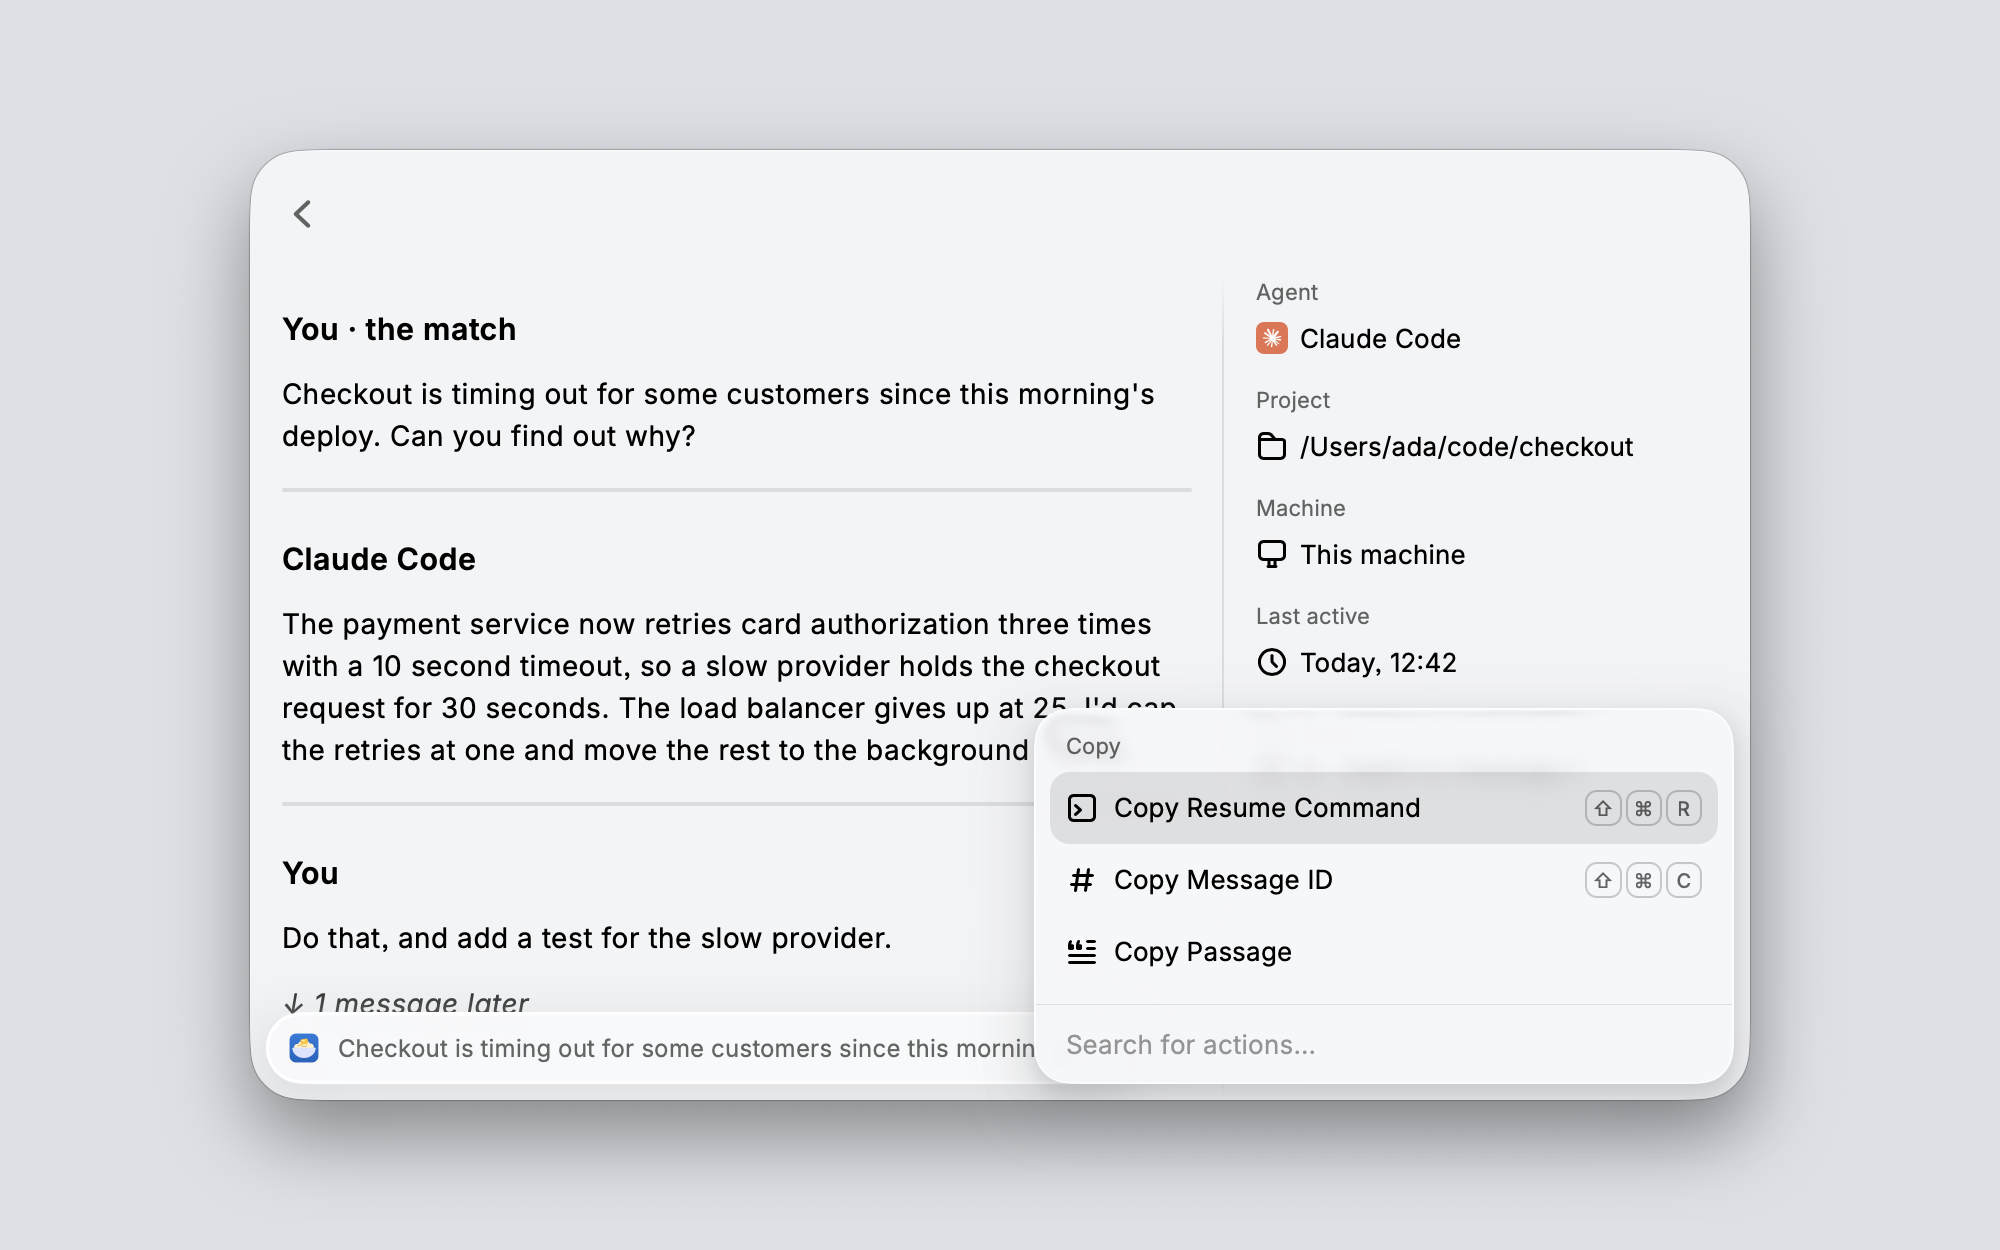 You · the match
Checkout is timing out for some customers since this morning's
deploy. Can you find out why?
Claude Code
The payment service now retries card authorization three times
with a 10 second timeout, so a slow provider holds the checkout
request for 30 seconds. The load balancer gives up at 25. I'd cap
the retries at one and move the rest to the background
You
Do that, and add a test for the slow provider.
↓ 1 message later
Checkout is timing out for some customers since this mornin
Agent
Claude Code
Project
/Users/ada/code/checkout
Machine
This machine
Last active
Today, 12:42
Copy
Copy Resume Command ⇧ ⌘ R
Copy Message ID ⇧ ⌘ C
Copy Passage
Search for actions...